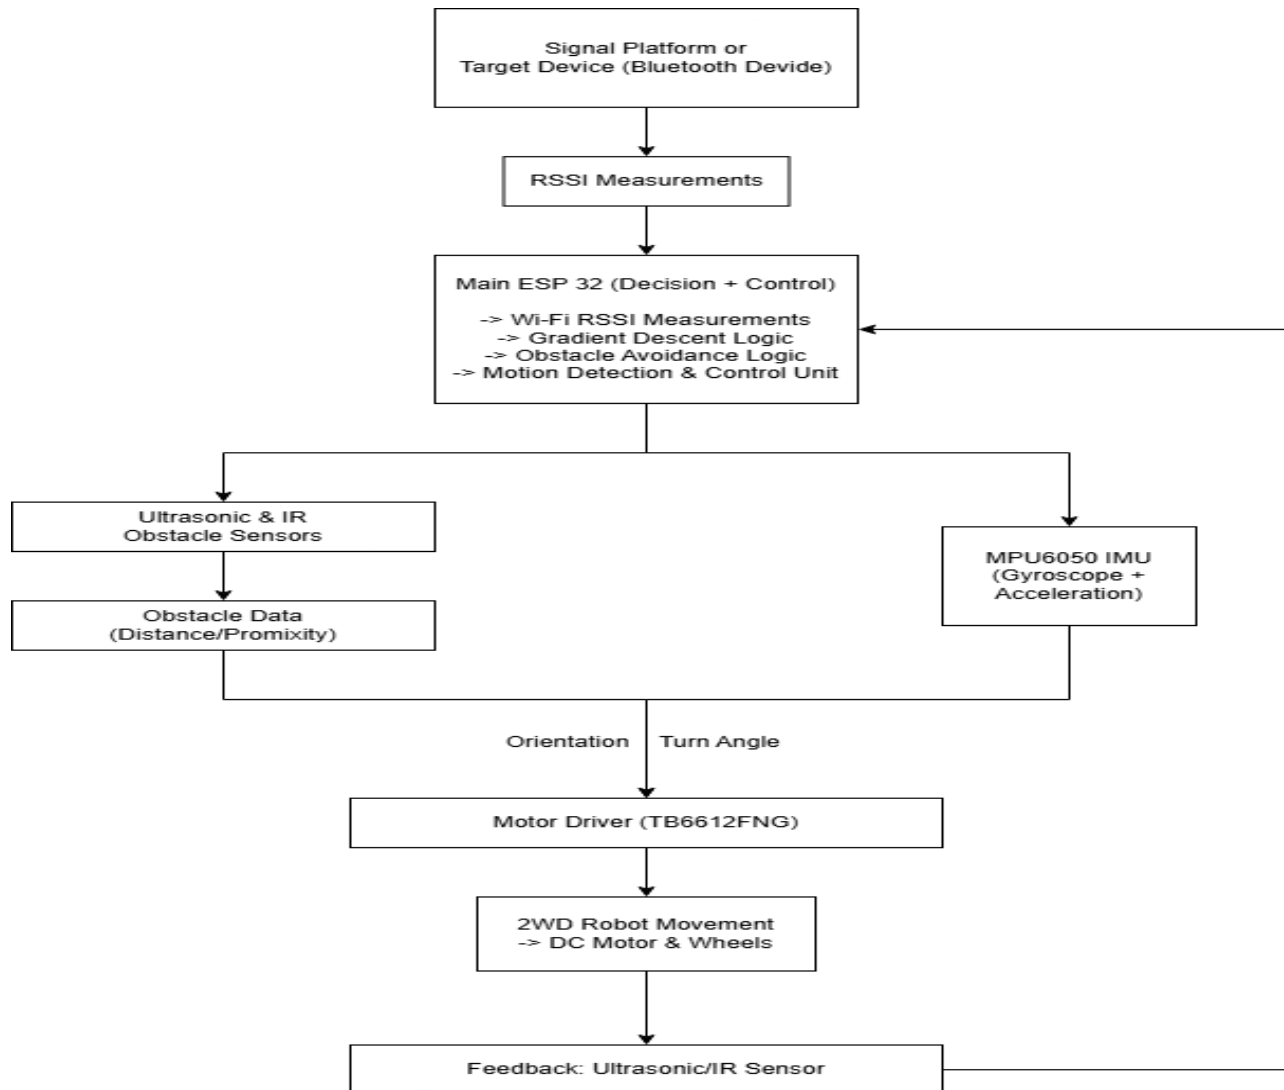 Signal Platform or
Target Device (Bluetooth Devide)
RSSI Measurements
Main ESP 32 (Decision + Control)
-> Wi-Fi RSSI Measurements
-> Gradient Descent Logic
-> Obstacle Avoidance Logic
-> Motion Detection & Control Unit
Ultrasonic & IR
Obstacle Sensors
MPU6050 IMU
(Gyroscope +
Acceleration)
Obstacle Data
(Distance/Promixity)
Orientation
Turn Angle
Motor Driver (TB6612FNG)
2WD Robot Movement
-> DC Motor & Wheels
Feedback: Ultrasonic/IR Sensor